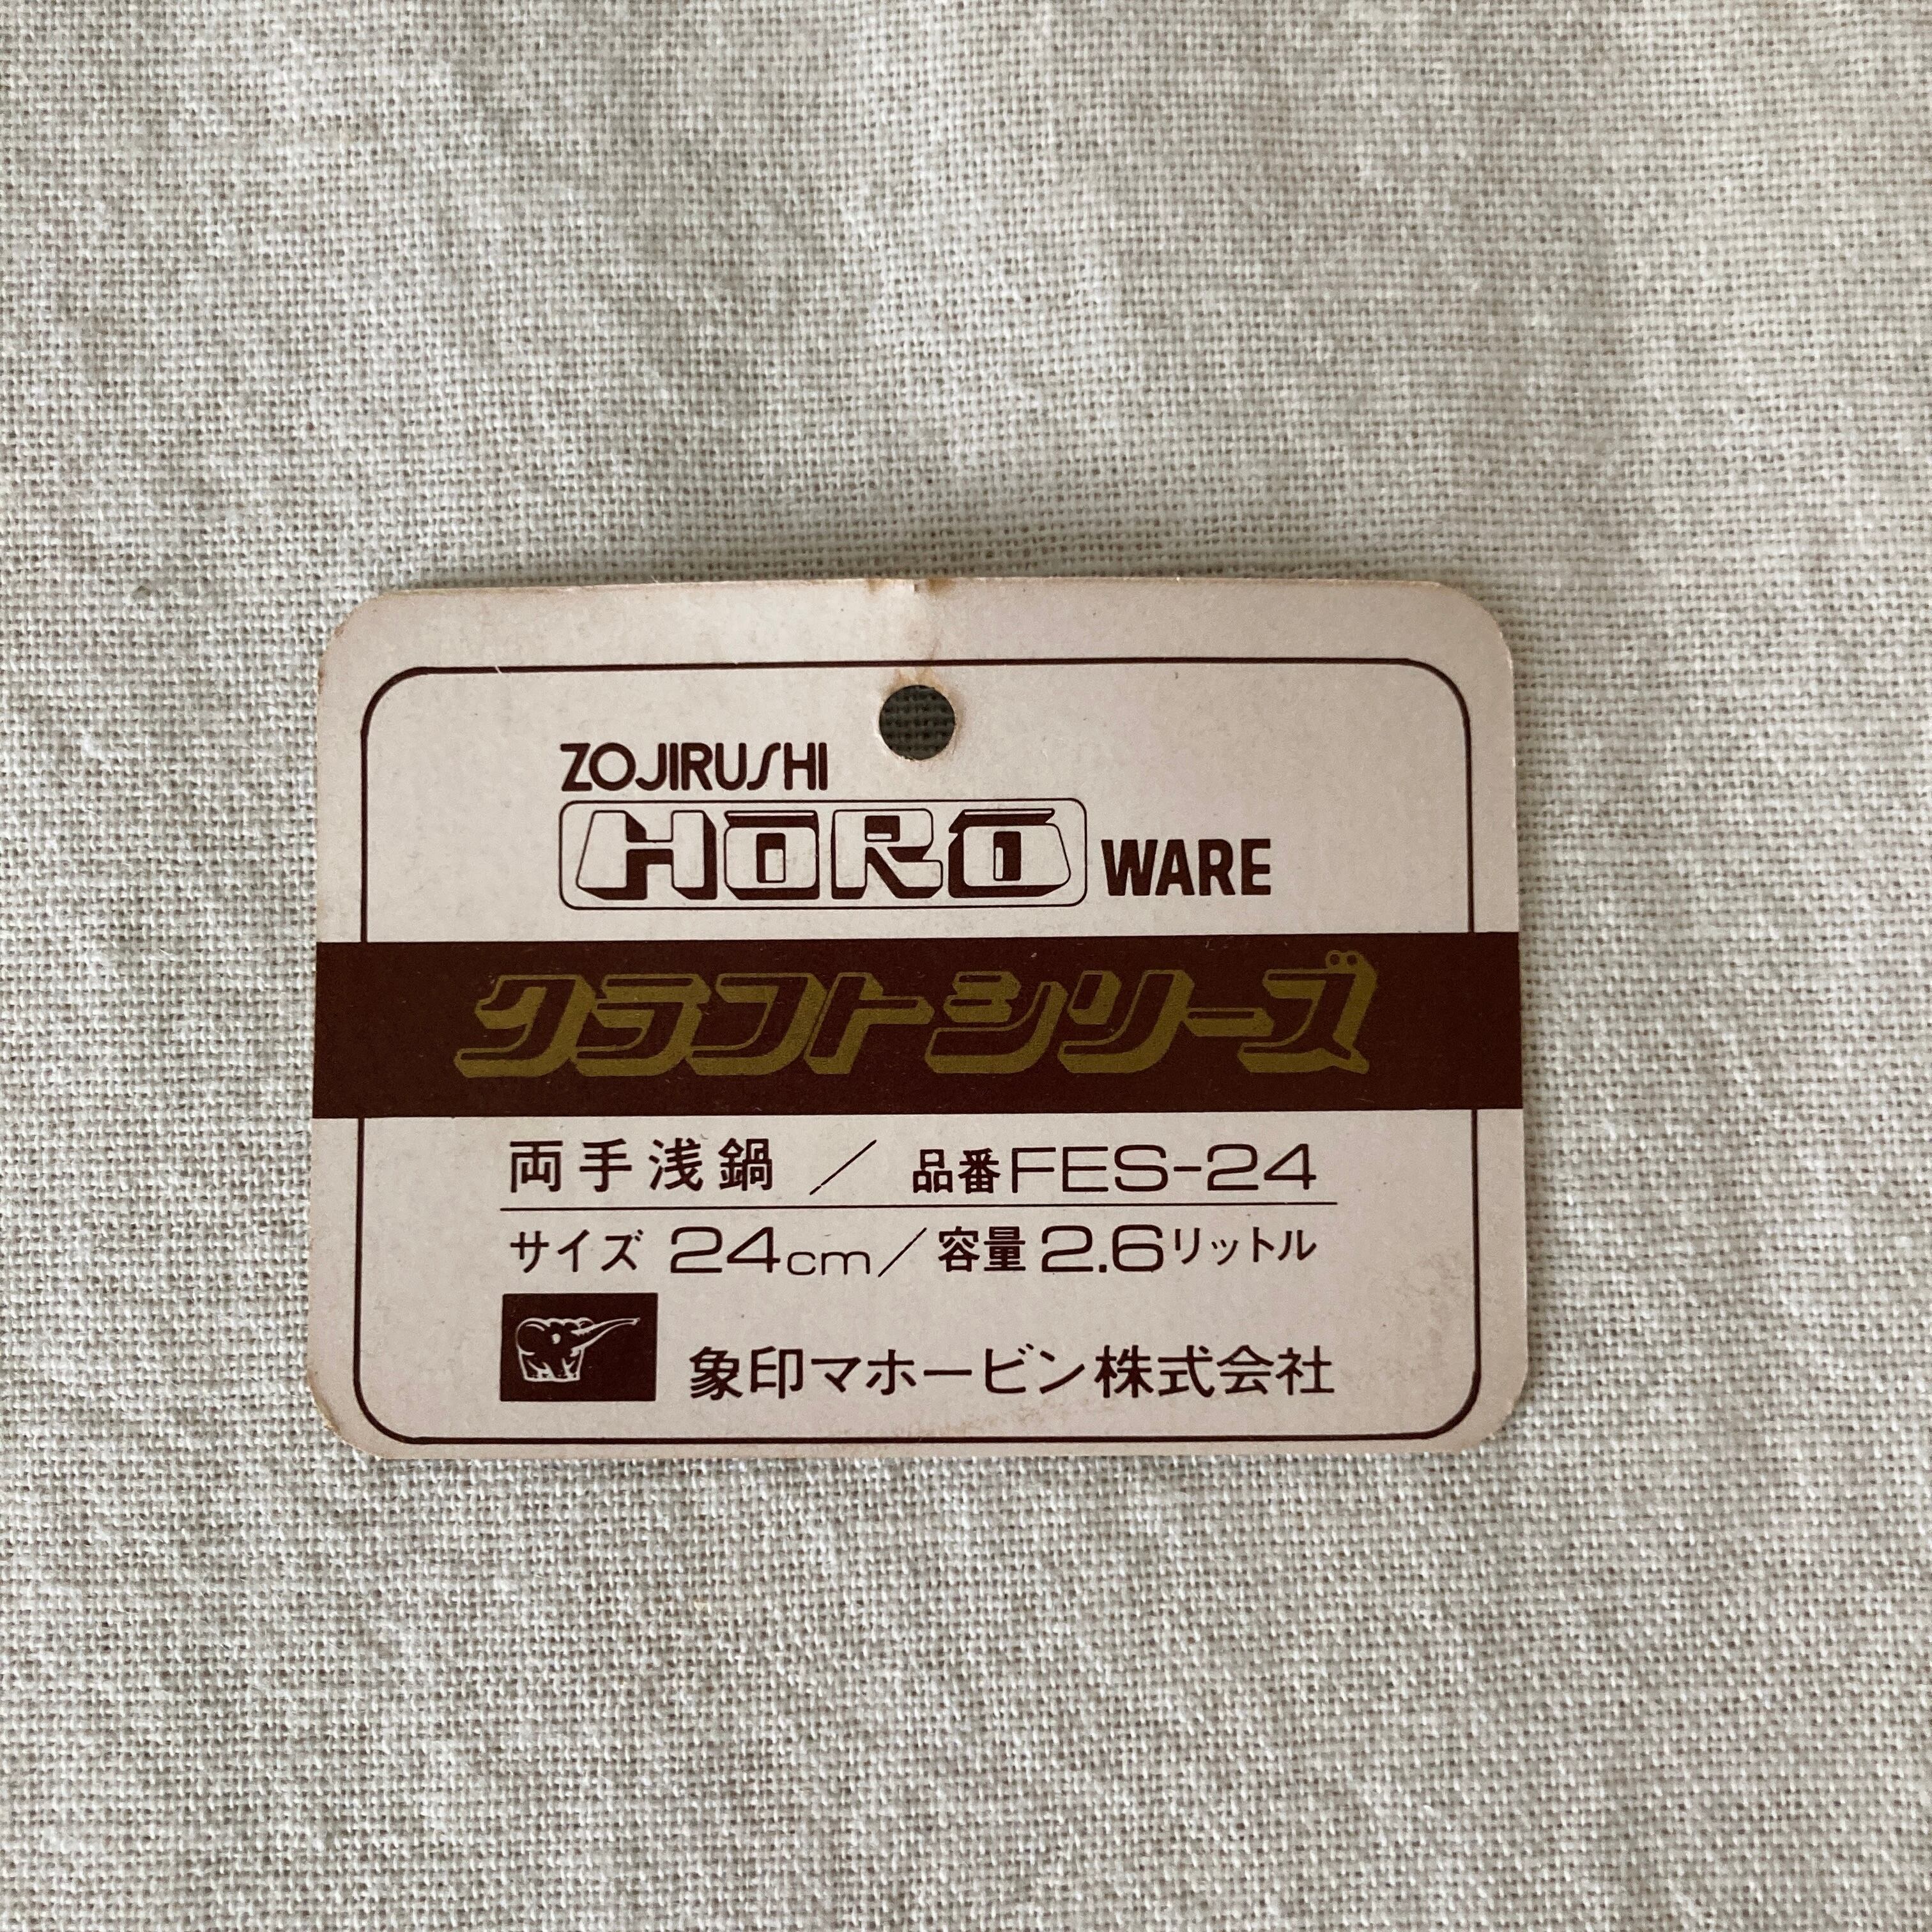 ZOJIRUSHI
HŌRŌ WARE
クラフトシリーズ
両手浅鍋／品番FES-24
サイズ 24cm／容量2.6リットル
象印マホービン株式会社